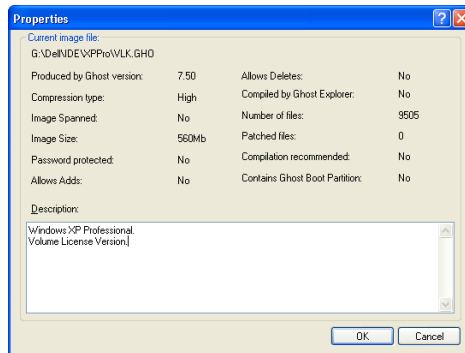 Properties
Current image file:
G:\Dell\IDE\XPPro\VLK.GHO
Produced by Ghost version: 7.50 Allows Deletes: No
Compression type: High Compiled by Ghost Explorer: No
Image Spanned: No Number of files: 9505
Image Size: 560Mb Patched files: 0
Password protected: No Compilation recommended: No
Allows Adds: No Contains Ghost Boot Partition: No
Description:
Windows XP Professional.
Volume License Version.
OK Cancel